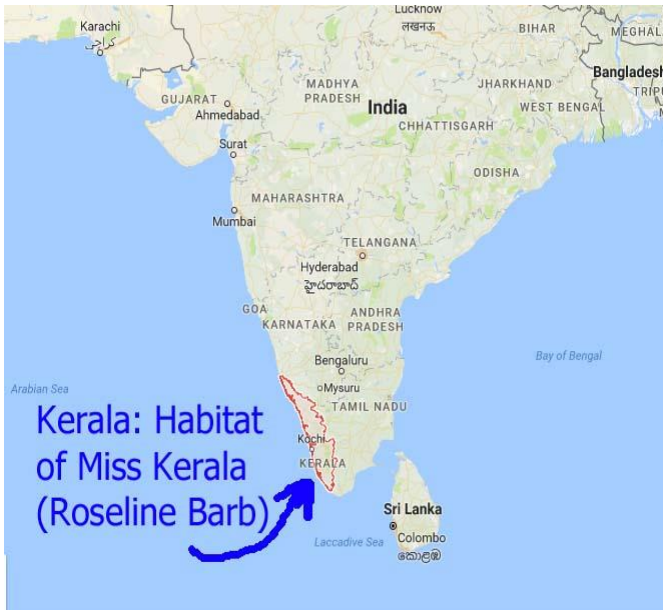 Lucknow
लखनऊ
Karachi
كراچی
BIHAR
MEGHAL
Bangladesh
GUJARAT
Ahmedabad
MADHYA
PRADESH
India
JHARKHAND
WEST BENGAL
TRIPU
CHHATTISGARH
Surat
ODISHA
MAHARASHTRA
Mumbai
TELANGANA
Hyderabad
హైదరాబాద్
GOA
KARNATAKA
ANDHRA
PRADESH
Bengaluru
Bay of Bengal
Arabian Sea
Mysuru
TAMIL NADU
Kerala: Habitat
of Miss Kerala
(Roseline Barb)
Kochi
KERALA
Sri Lanka
Laccadive Sea
Colombo
කොළඹ